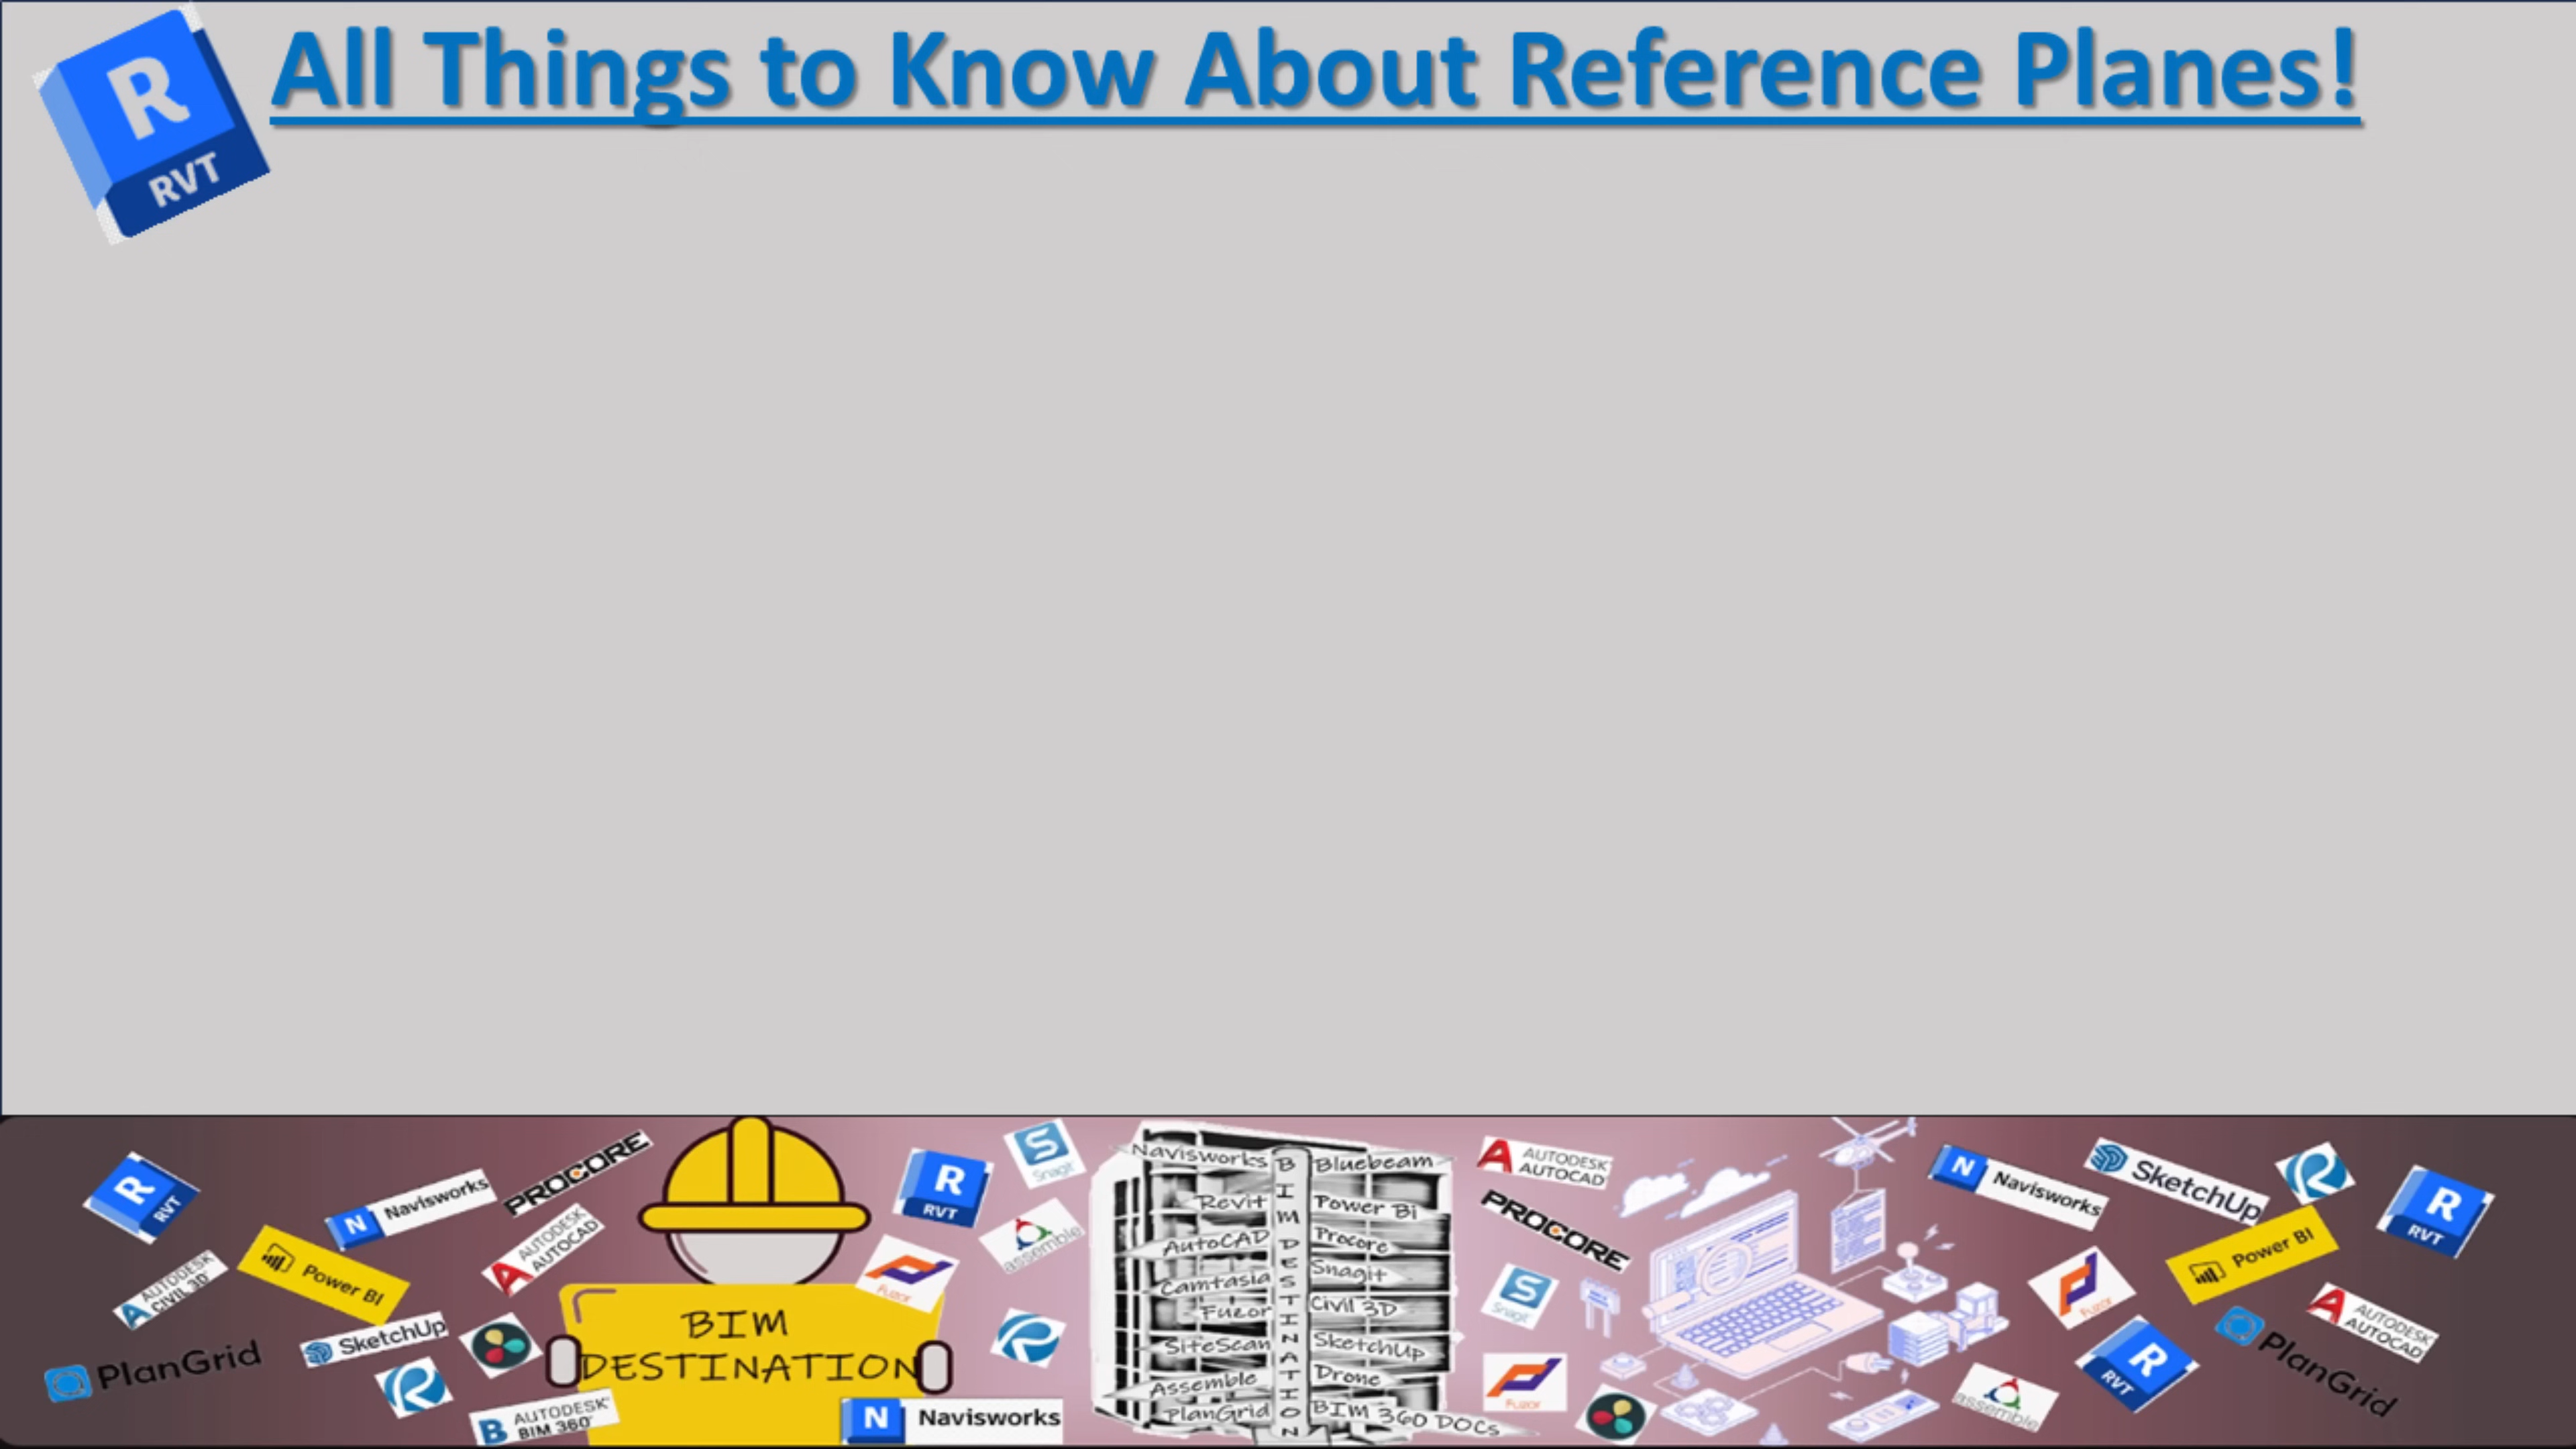 All Things to Know About Reference Planes!
R
RVT
R
RVT
Navisworks
N
PROCORE
AUTODESK
AUTOCAD
A
AUTODESK
CIVIL 3D
A
Power BI
PlanGrid
SketchUp
R
B
AUTODESK
BIM 360
BIM
DESTINATION
R
RVT
S
Snagit
Fuzor
assemble
R
N Navisworks
BIM DESTINATION
Navisworks
Revit
AutoCAD
Camtasia
Fuzor
SiteScan
Assemble
PlanGrid
Bluebeam
Power Bi
Procore
Snagit
Civil 3D
SketchUp
Drone
BIM 360 DOCs
A AUTODESK
AUTOCAD
PROCORE
S
Snagit
Fuzor
N Navisworks
SketchUp
R
R
RVT
Fuzor
Power BI
A AUTODESK
AUTOCAD
PlanGrid
R
RVT
assemble